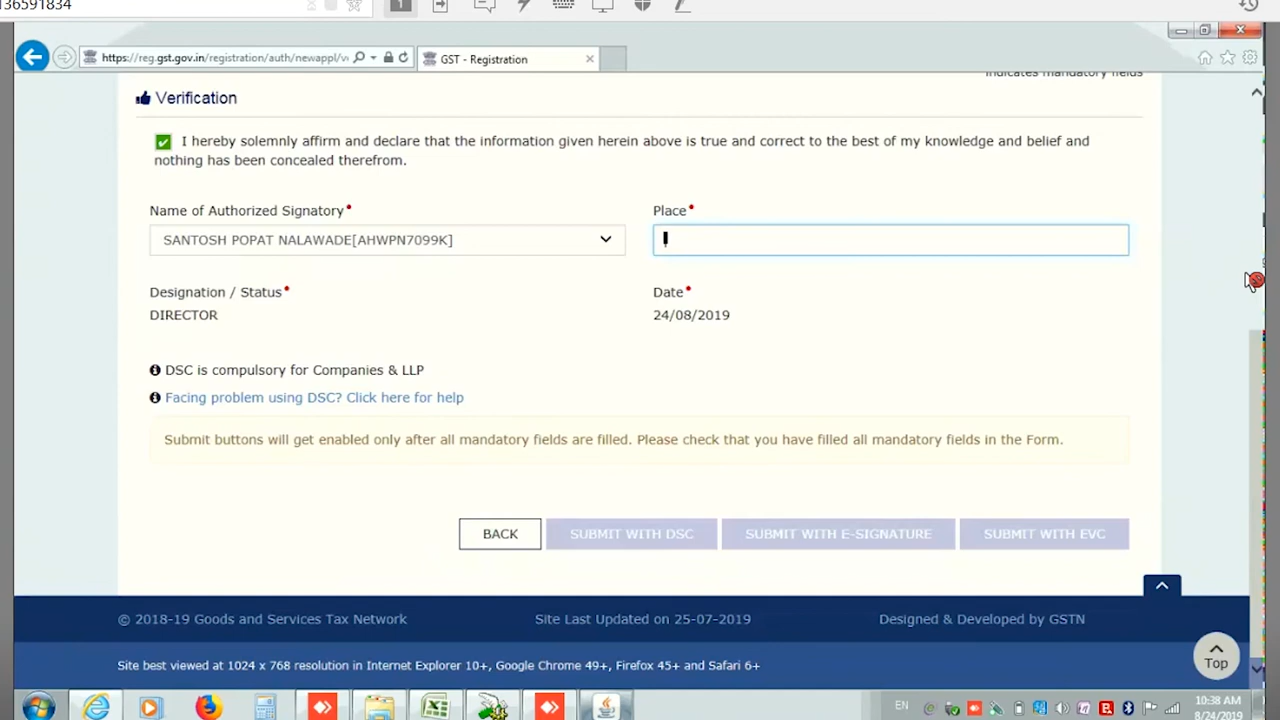 136591834
https://reg.gst.gov.in/registration/auth/newappl/v
GST - Registration
indicates mandatory fields
Verification
I hereby solemnly affirm and declare that the information given herein above is true and correct to the best of my knowledge and belief and
nothing has been concealed therefrom.
Name of Authorized Signatory•
Place•
SANTOSH POPAT NALAWADE[AHWPN7099K]
Designation / Status•
Date•
DIRECTOR
24/08/2019
DSC is compulsory for Companies & LLP
Facing problem using DSC? Click here for help
Submit buttons will get enabled only after all mandatory fields are filled. Please check that you have filled all mandatory fields in the Form.
BACK
SUBMIT WITH DSC
SUBMIT WITH E-SIGNATURE
SUBMIT WITH EVC
© 2018-19 Goods and Services Tax Network
Site Last Updated on 25-07-2019
Designed & Developed by GSTN
Site best viewed at 1024 x 768 resolution in Internet Explorer 10+, Google Chrome 49+, Firefox 45+ and Safari 6+
Top
EN
10:38 AM
8/24/2019